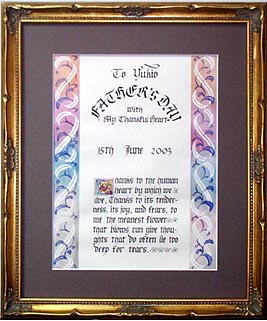 To Yukio
FATHER'S DAY
with
My Thankful Heart
15th June 2003
Thanks to the human
heart by which we
live, Thanks to its tender-
ness, its joy, and fears, to
me the meanest flower
that blows can give thou-
ghts that do often lie too
deep for tears.